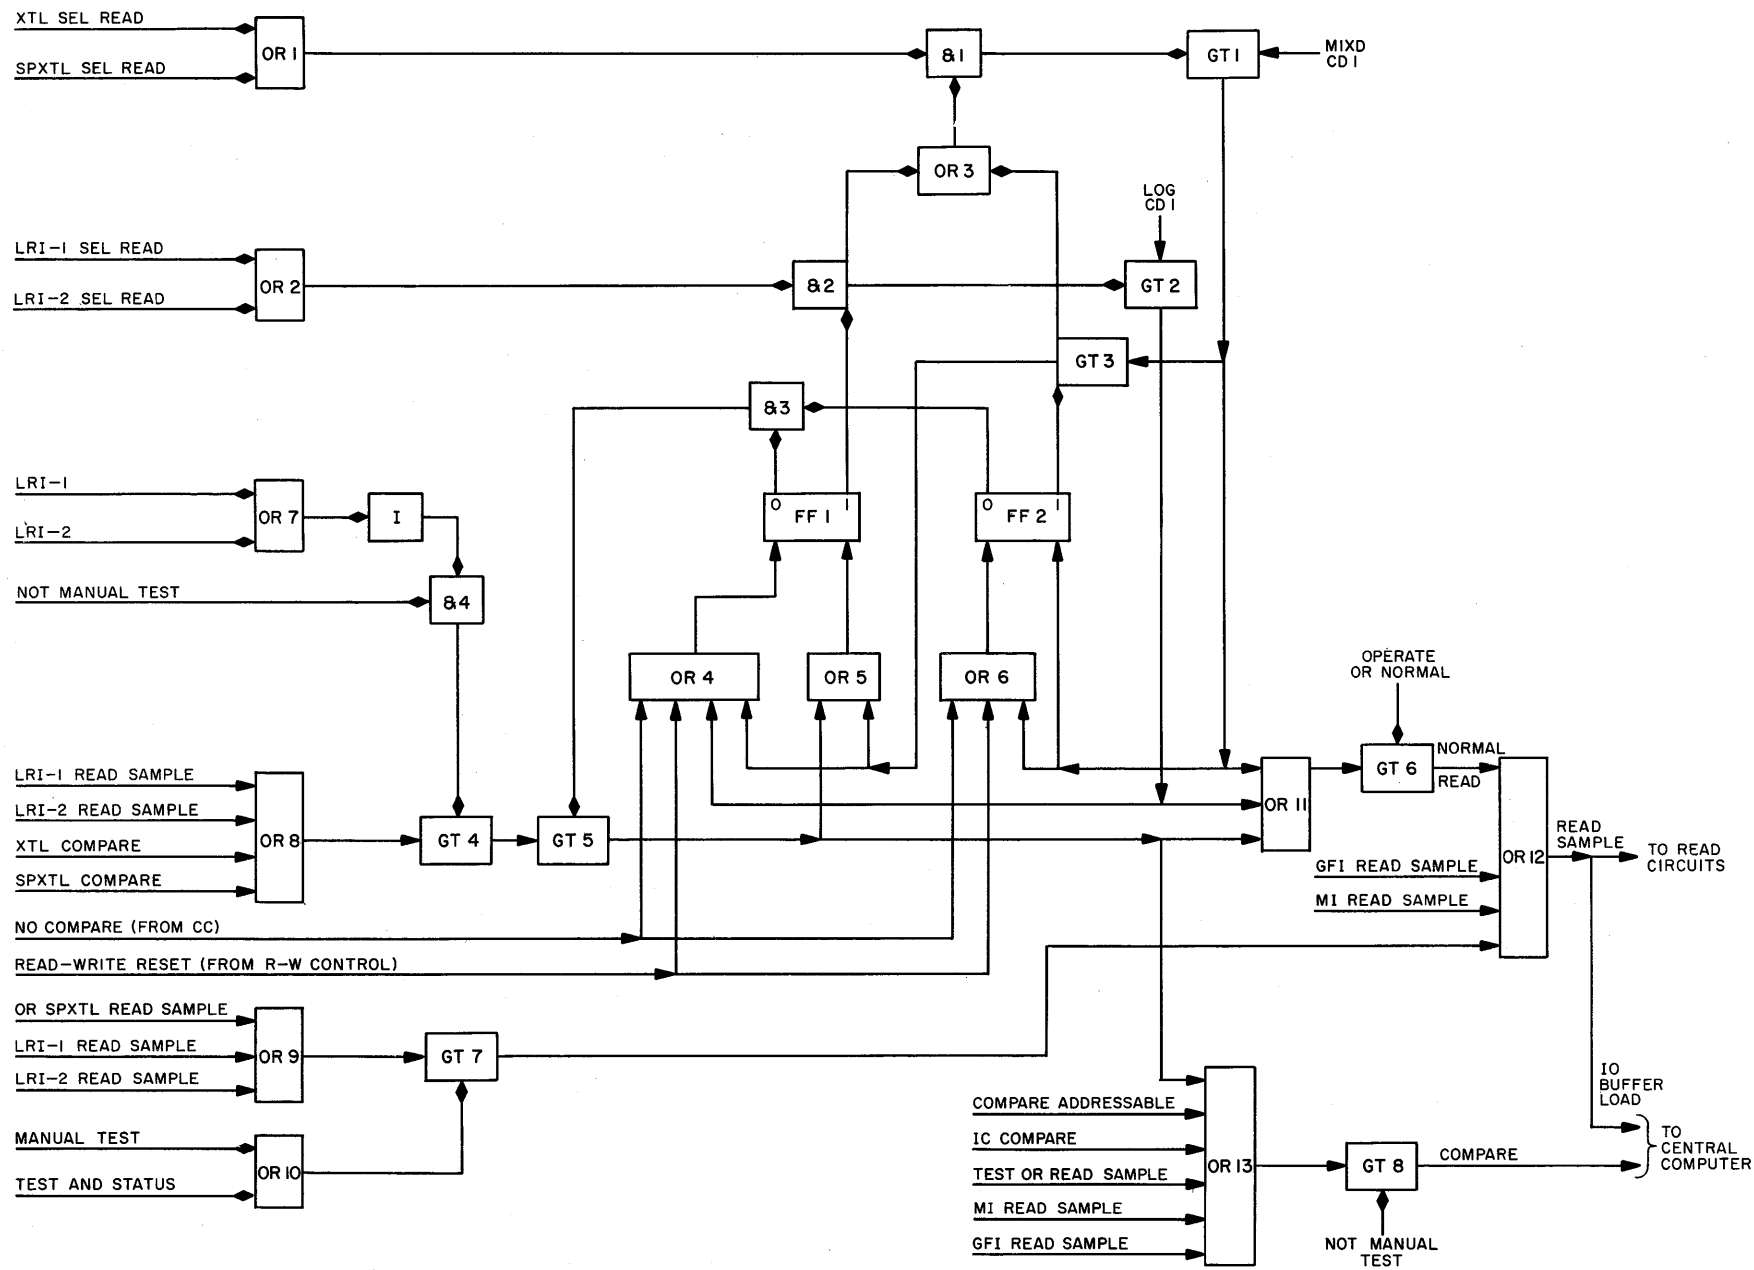 XTL SEL READ
SPXTL SEL READ
OR 1
&1
GT 1
MIXD
CD 1
OR 3
LOG
CD 1
LRI-1 SEL READ
LRI-2 SEL READ
OR 2
&2
GT 2
GT 3
&3
LRI-1
LRI-2
OR 7
I
0 1
FF 1
0 1
FF 2
NOT MANUAL TEST
&4
OR 4
OR 5
OR 6
OPERATE
OR NORMAL
LRI-1 READ SAMPLE
LRI-2 READ SAMPLE
XTL COMPARE
SPXTL COMPARE
OR 8
GT 4
GT 5
OR 11
GT 6
NORMAL
READ
OR 12
READ
SAMPLE
TO READ
CIRCUITS
GFI READ SAMPLE
MI READ SAMPLE
NO COMPARE (FROM CC)
READ-WRITE RESET (FROM R-W CONTROL)
OR SPXTL READ SAMPLE
LRI-1 READ SAMPLE
LRI-2 READ SAMPLE
OR 9
GT 7
MANUAL TEST
TEST AND STATUS
OR 10
COMPARE ADDRESSABLE
IC COMPARE
TEST OR READ SAMPLE
MI READ SAMPLE
GFI READ SAMPLE
OR 13
GT 8
NOT MANUAL
TEST
COMPARE
IO
BUFFER
LOAD
TO
CENTRAL
COMPUTER